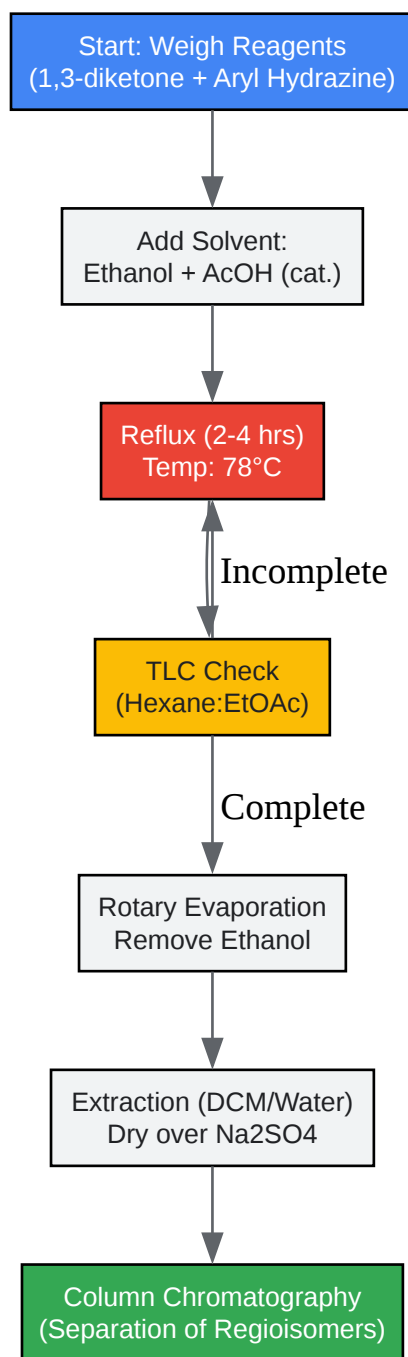 Start: Weigh Reagents
(1,3-diketone + Aryl Hydrazine)
Add Solvent:
Ethanol + AcOH (cat.)
Reflux (2-4 hrs)
Temp: 78°C
Incomplete
TLC Check
(Hexane:EtOAc)
Complete
Rotary Evaporation
Remove Ethanol
Extraction (DCM/Water)
Dry over Na2SO4
Column Chromatography
(Separation of Regioisomers)